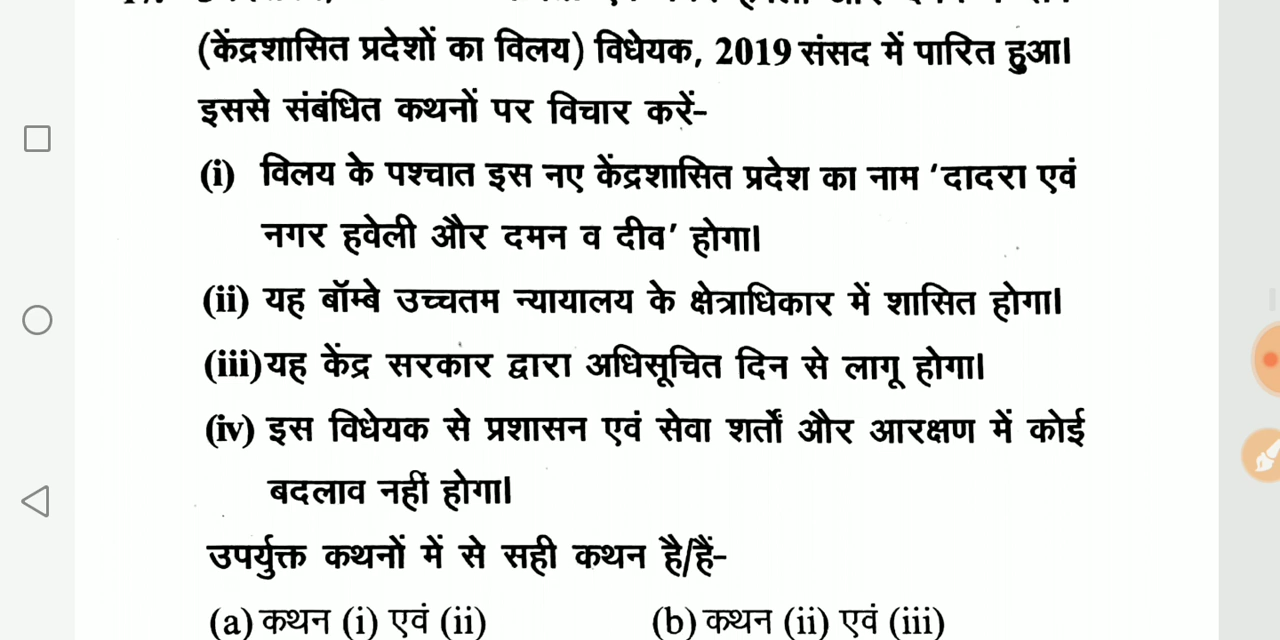 (केंद्रशासित प्रदेशों का विलय) विधेयक, 2019 संसद में पारित हुआ।
इससे संबंधित कथनों पर विचार करें-
(i) विलय के पश्चात इस नए केंद्रशासित प्रदेश का नाम ‘दादरा एवं
नगर हवेली और दमन व दीव’ होगा।
(ii) यह बॉम्बे उच्चतम न्यायालय के क्षेत्राधिकार में शासित होगा।
(iii) यह केंद्र सरकार द्वारा अधिसूचित दिन से लागू होगा।
(iv) इस विधेयक से प्रशासन एवं सेवा शर्तों और आरक्षण में कोई
बदलाव नहीं होगा।
उपर्युक्त कथनों में से सही कथन है/हैं-
(a) कथन (i) एवं (ii) (b) कथन (ii) एवं (iii)